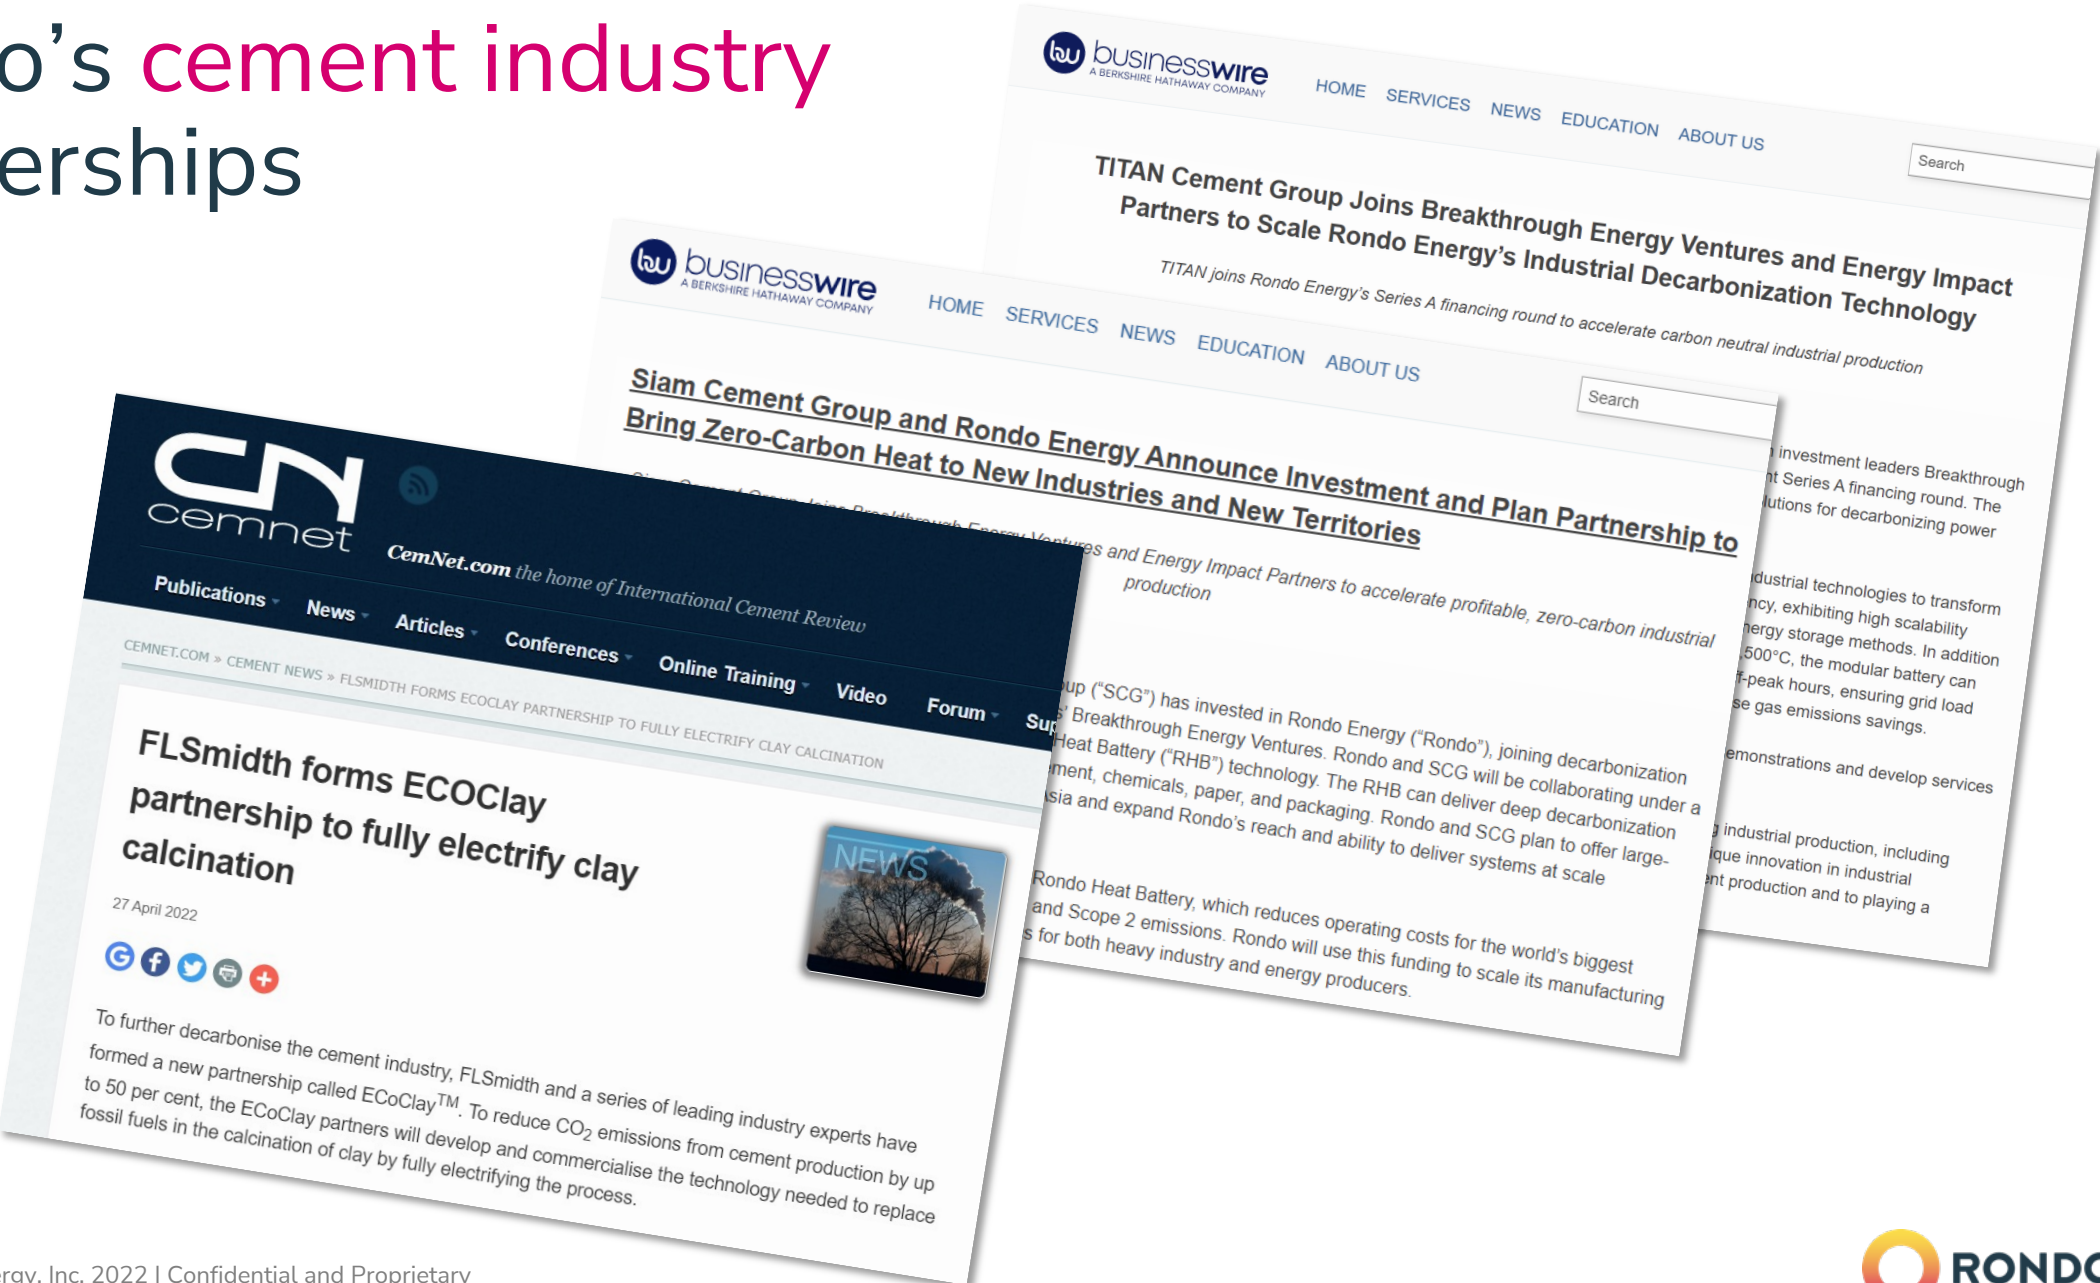 o's cement industry
erships
businesswire
A BERKSHIRE HATHAWAY COMPANY
HOME SERVICES NEWS EDUCATION ABOUT US
Search
TITAN Cement Group Joins Breakthrough Energy Ventures and Energy Impact
Partners to Scale Rondo Energy's Industrial Decarbonization Technology
TITAN joins Rondo Energy's Series A financing round to accelerate carbon neutral industrial production
investment leaders Breakthrough
nt Series A financing round. The
lutions for decarbonizing power
dustrial technologies to transform
ncy, exhibiting high scalability
nergy storage methods. In addition
,500°C, the modular battery can
f-peak hours, ensuring grid load
se gas emissions savings.
emonstrations and develop services
g industrial production, including
ique innovation in industrial
nt production and to playing a
businesswire
A BERKSHIRE HATHAWAY COMPANY
HOME SERVICES NEWS EDUCATION ABOUT US
Search
Siam Cement Group and Rondo Energy Announce Investment and Plan Partnership to
Bring Zero-Carbon Heat to New Industries and New Territories
Siam Cement Group Joins Breakthrough Energy Ventures and Energy Impact Partners to accelerate profitable, zero-carbon industrial
production
oup ("SCG") has invested in Rondo Energy ("Rondo"), joining decarbonization
s' Breakthrough Energy Ventures. Rondo and SCG will be collaborating under a
Heat Battery ("RHB") technology. The RHB can deliver deep decarbonization
ement, chemicals, paper, and packaging. Rondo and SCG plan to offer large-
Asia and expand Rondo's reach and ability to deliver systems at scale
Rondo Heat Battery, which reduces operating costs for the world's biggest
and Scope 2 emissions. Rondo will use this funding to scale its manufacturing
s for both heavy industry and energy producers.
CN
cemnet
CemNet.com the home of International Cement Review
Publications News Articles Conferences Online Training Video Forum Sup
CEMNET.COM » CEMENT NEWS » FLSMIDTH FORMS ECOCLAY PARTNERSHIP TO FULLY ELECTRIFY CLAY CALCINATION
FLSmidth forms ECOClay
partnership to fully electrify clay
calcination
NEWS
27 April 2022
To further decarbonise the cement industry, FLSmidth and a series of leading industry experts have
formed a new partnership called ECoClay™. To reduce CO₂ emissions from cement production by up
to 50 per cent, the ECoClay partners will develop and commercialise the technology needed to replace
fossil fuels in the calcination of clay by fully electrifying the process.
ergy, Inc. 2022 | Confidential and Proprietary
RONDO